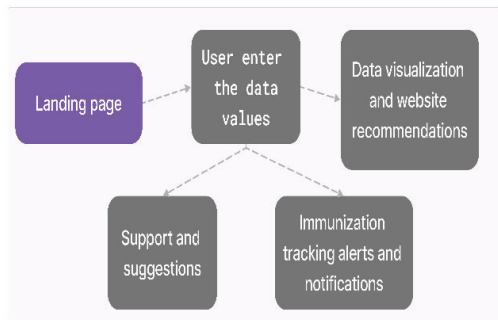 Landing page
User enter
the data
values
Data visualization
and website
recommendations
Support and
suggestions
Immunization
tracking alerts and
notifications